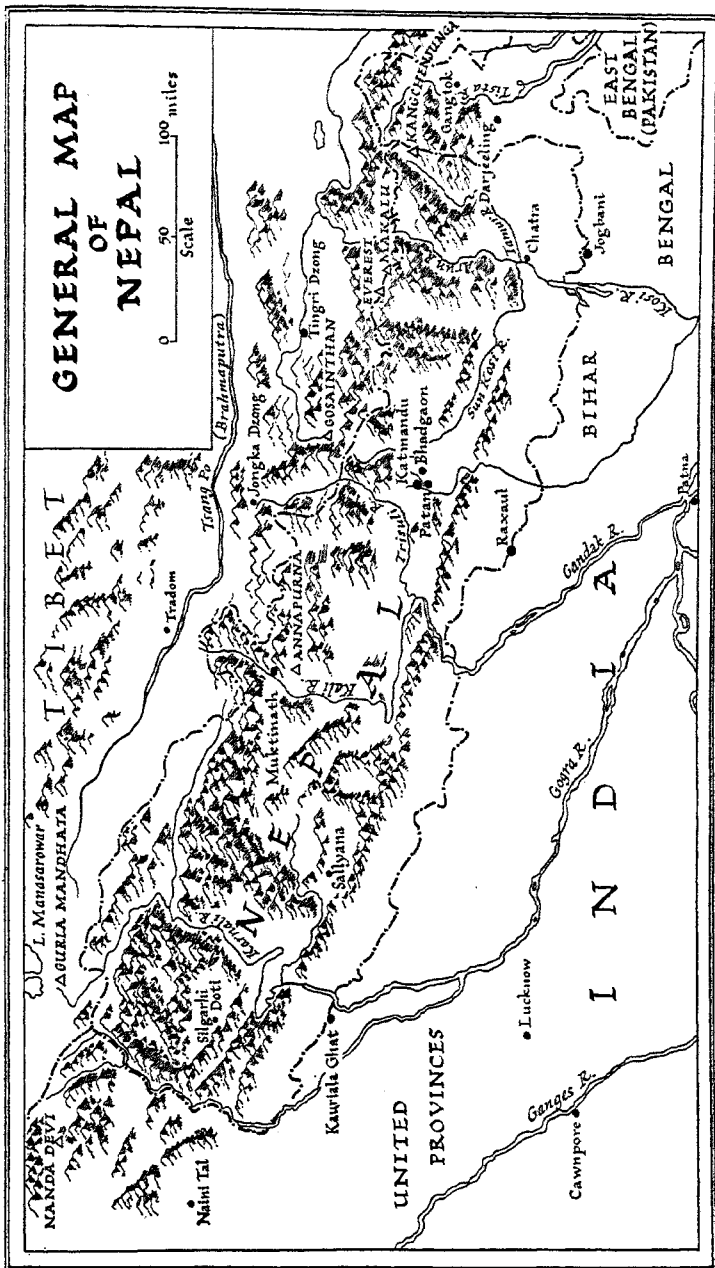 GENERAL MAP
OF
NEPAL
0 50 100 miles
Scale
TIBET
L. Manasarowar
GURLA MANDHATA
NANDA DEVI
Naini Tal
Silgarhi
Doti
Karnali R.
Tradom
Tsang Po
(Brahmaputra)
Jongka Dzong
Tingri Dzong
GOSAINTHAN
EVEREST
MAKALU
KANGCHENJUNGA
Gangtok
Tista R.
Darjeeling
Tamur R.
Arun
Muktinath
ANNAPURNA
Kali R.
Trisuli
Katmandu
Bhadgaon
Patan
Sun Kosi R.
Chatra
Jogbani
Kosi R.
NEPAL
Sallyana
Kauriala Ghat
Raxaul
BIHAR
BENGAL
EAST
BENGAL
(PAKISTAN)
UNITED
PROVINCES
Lucknow
Cawnpore
Ganges R.
Gogra R.
Gandak R.
Patna
INDIA